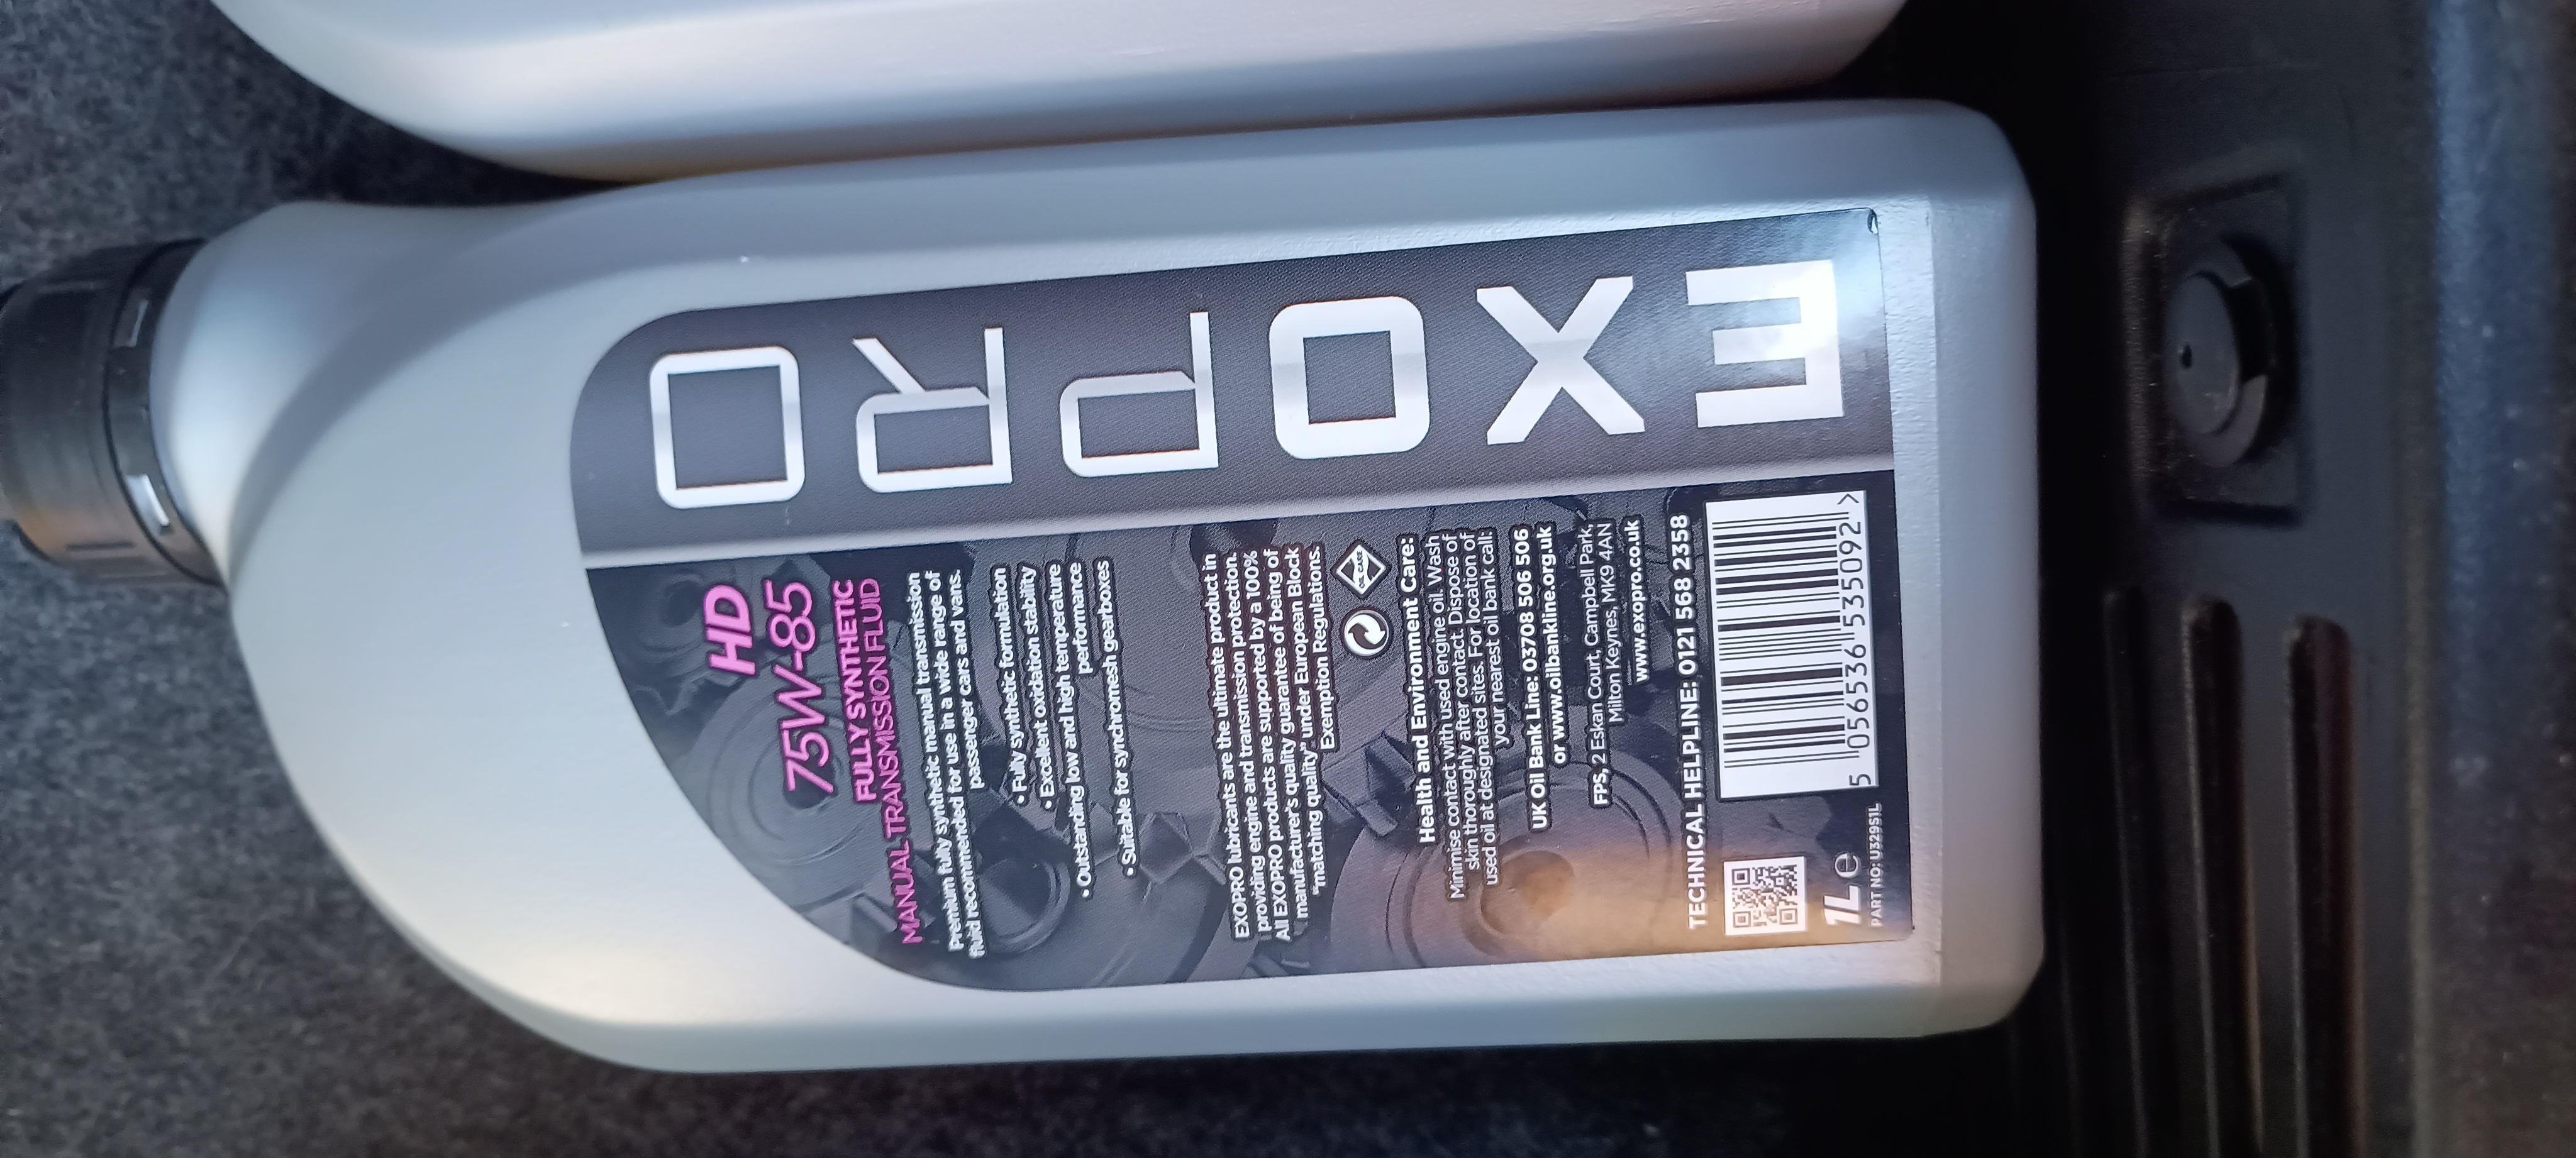 EXOPRO
HD
75W-85
FULLY SYNTHETIC
MANUAL TRANSMISSION FLUID
Premium fully synthetic manual transmission
fluid recommended for use in a wide range of
passenger cars and vans.
• Fully synthetic formulation
• Excellent oxidation stability
• Outstanding low and high temperature
performance
• Suitable for synchromesh gearboxes
EXOPRO lubricants are the ultimate product in
providing engine and transmission protection.
All EXOPRO products are supported by a 100%
manufacturer's quality guarantee of being of
"matching quality" under European Block
Exemption Regulations.
Health and Environment Care:
Minimise contact with used engine oil. Wash
skin thoroughly after contact. Dispose of
used oil at designated sites. For location of
your nearest oil bank call:
UK Oil Bank Line: 03708 506 506
or www.oilbankline.org.uk
FPS, 2 Eskan Court, Campbell Park,
Milton Keynes, MK9 4AN
www.exopro.co.uk
TECHNICAL HELPLINE: 0121 568 2358
1L e
PART NO: U32951L
5 056536 535092 >